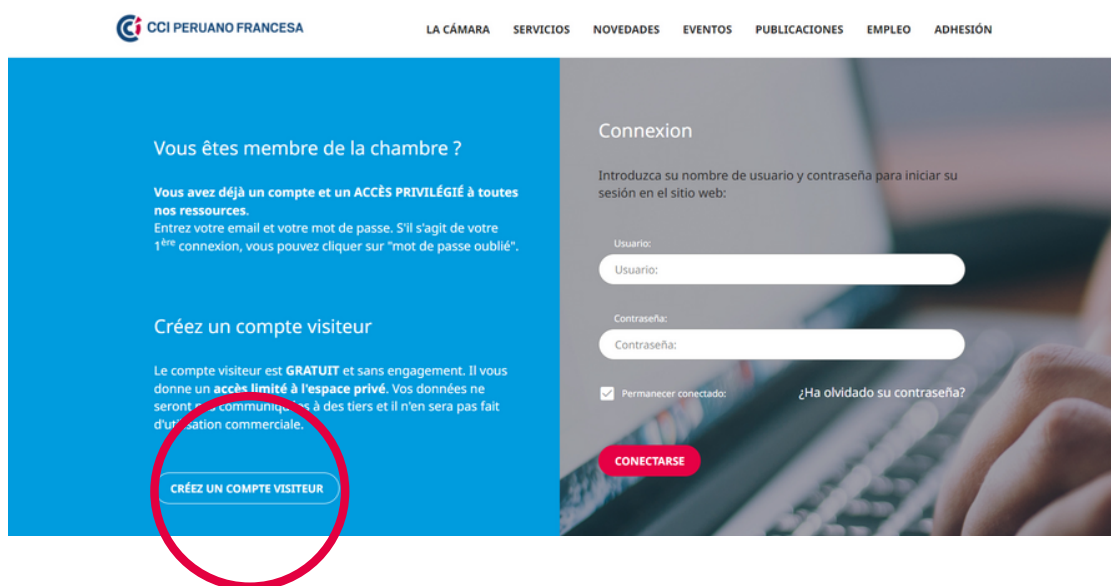 CCI PERUANO FRANCESA
LA CÁMARA SERVICIOS NOVEDADES EVENTOS PUBLICACIONES EMPLEO ADHESIÓN
Vous êtes membre de la chambre ?
Vous avez déjà un compte et un ACCÈS PRIVILÉGIÉ à toutes
nos ressources.
Entrez votre email et votre mot de passe. S'il s'agit de votre
1ère connexion, vous pouvez cliquer sur "mot de passe oublié".
Créez un compte visiteur
Le compte visiteur est GRATUIT et sans engagement. Il vous
donne un accès limité à l'espace privé. Vos données ne
seront pas communiquées à des tiers et il n'en sera pas fait
d'utilisation commerciale.
CRÉEZ UN COMPTE VISITEUR
Connexion
Introduzca su nombre de usuario y contraseña para iniciar su
sesión en el sitio web:
Usuario:
Usuario:
Contraseña:
Contraseña:
Permanecer conectado: ¿Ha olvidado su contraseña?
CONECTARSE